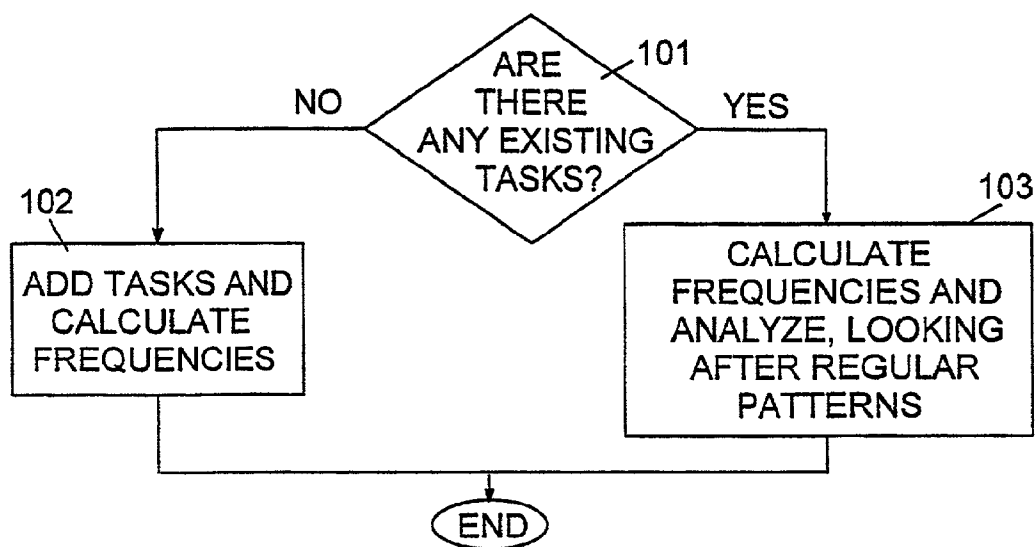 ARE
THERE
ANY EXISTING
TASKS?
101
NO
YES
102
ADD TASKS AND
CALCULATE
FREQUENCIES
103
CALCULATE
FREQUENCIES AND
ANALYZE, LOOKING
AFTER REGULAR
PATTERNS
END